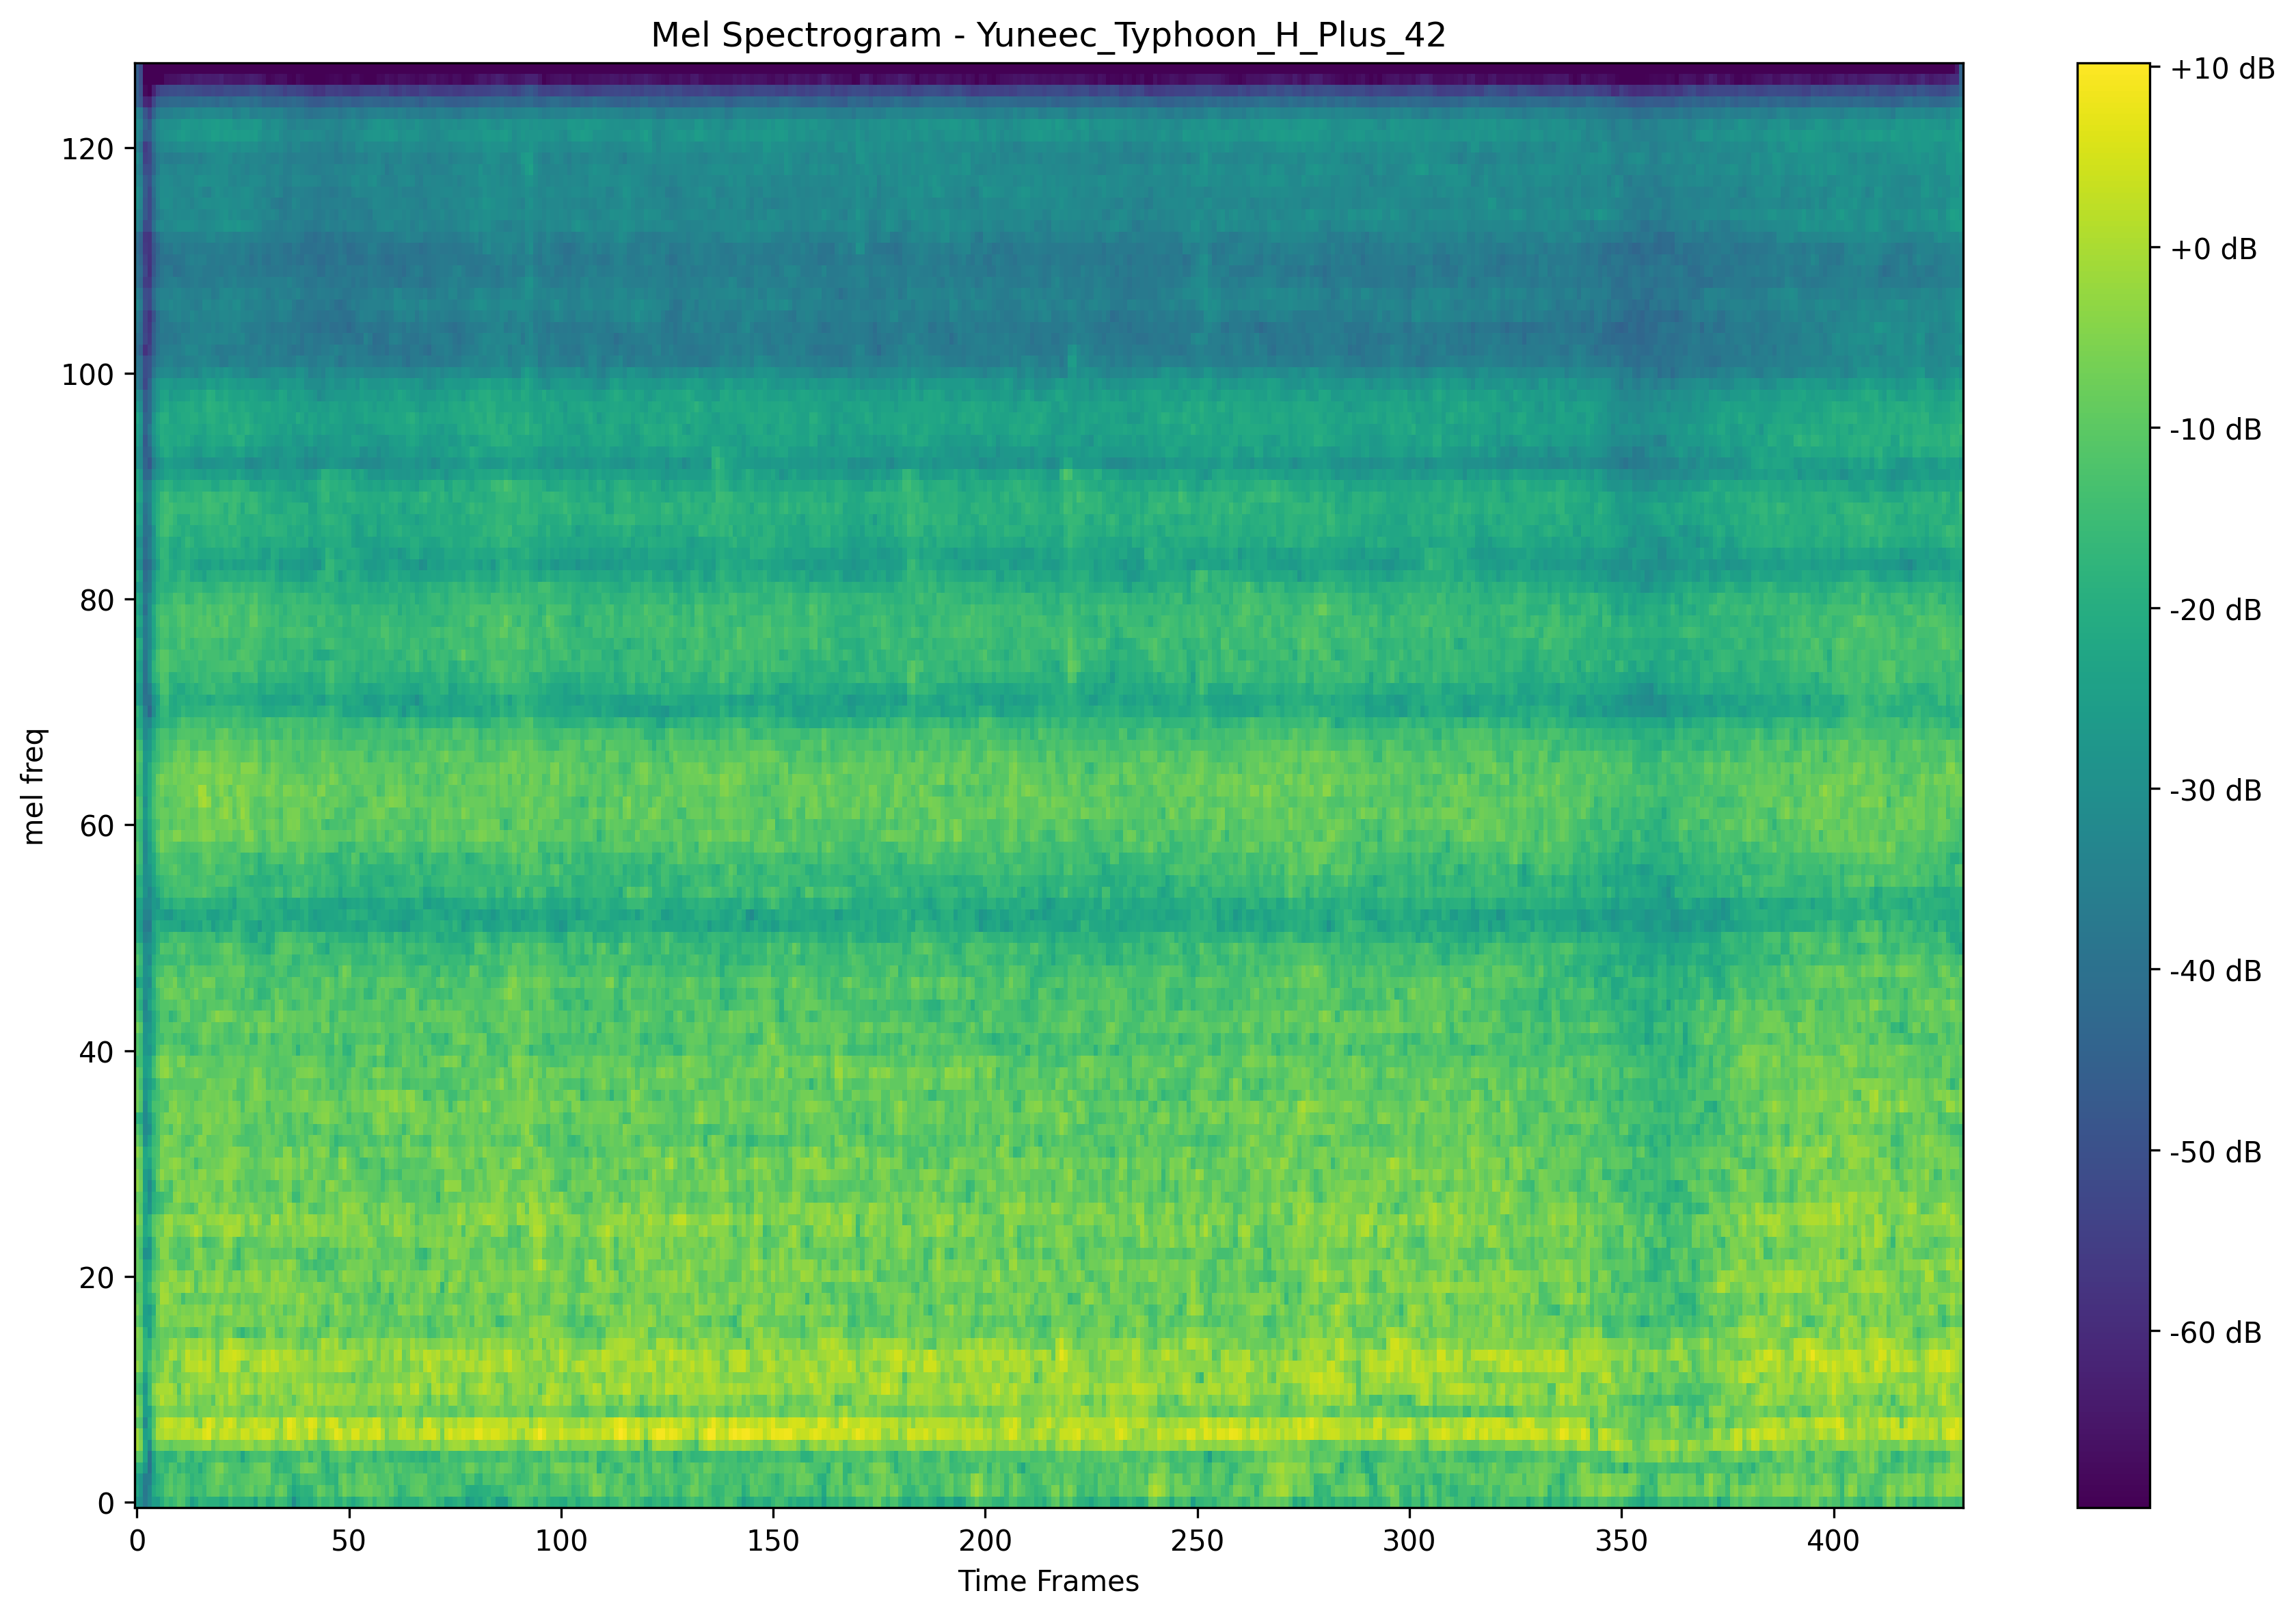 Mel Spectrogram - Yuneec_Typhoon_H_Plus_42
mel freq
120
100
80
60
40
20
0
0 50 100 150 200 250 300 350 400
Time Frames
+10 dB
+0 dB
-10 dB
-20 dB
-30 dB
-40 dB
-50 dB
-60 dB